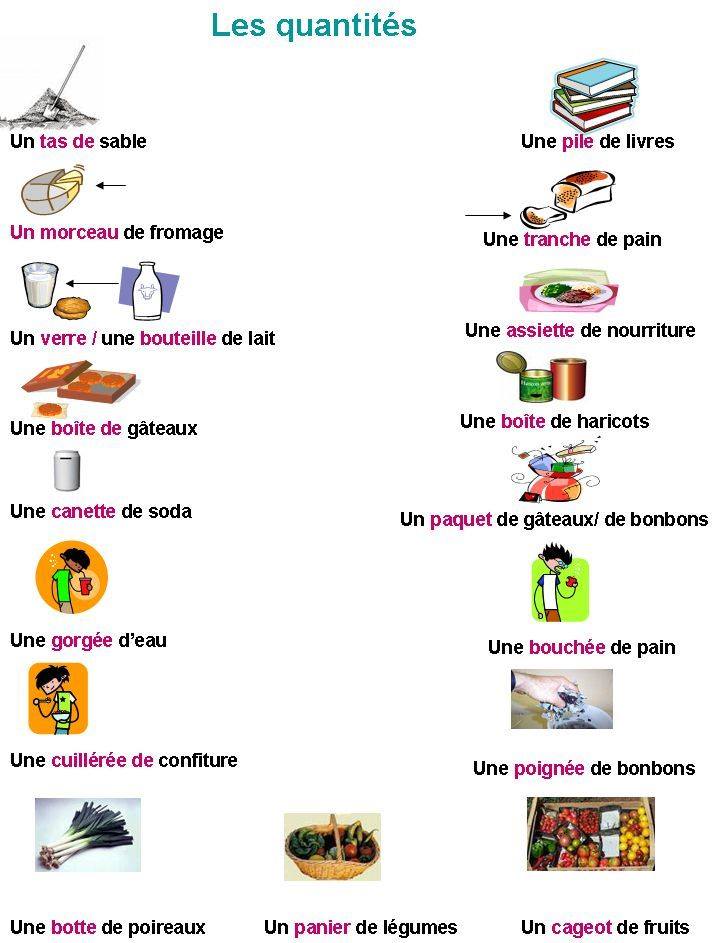 Les quantités
Un tas de sable
Une pile de livres
Un morceau de fromage
Une tranche de pain
Un verre / une bouteille de lait
Une assiette de nourriture
Une boîte de gâteaux
Une boîte de haricots
Une canette de soda
Un paquet de gâteaux/ de bonbons
Une gorgée d’eau
Une bouchée de pain
Une cuillérée de confiture
Une poignée de bonbons
Une botte de poireaux
Un panier de légumes
Un cageot de fruits